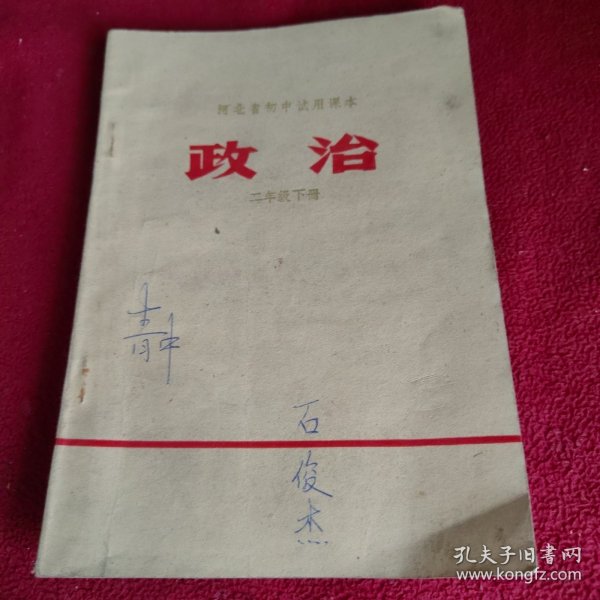 河北省初中试用课本
政治
二年级下册
石俊杰
孔夫子旧书网
www.kongfz.com